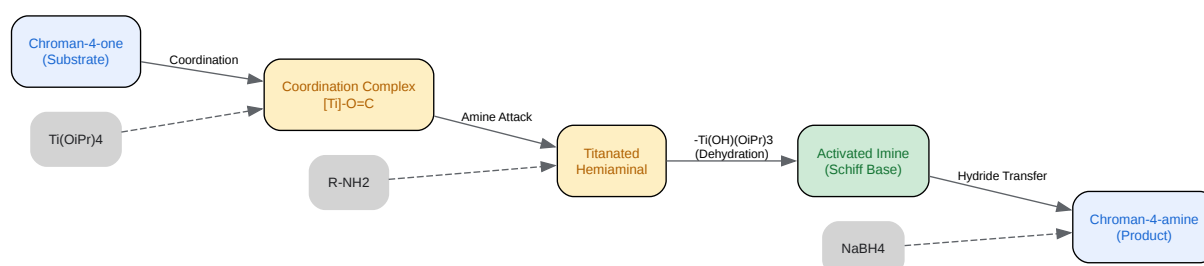 Chroman-4-one
(Substrate)
Coordination
Ti(OiPr)4
Coordination Complex
[Ti]-O=C
Amine Attack
R-NH2
Titanated
Hemiaminal
-Ti(OH)(OiPr)3
(Dehydration)
Activated Imine
(Schiff Base)
Hydride Transfer
NaBH4
Chroman-4-amine
(Product)